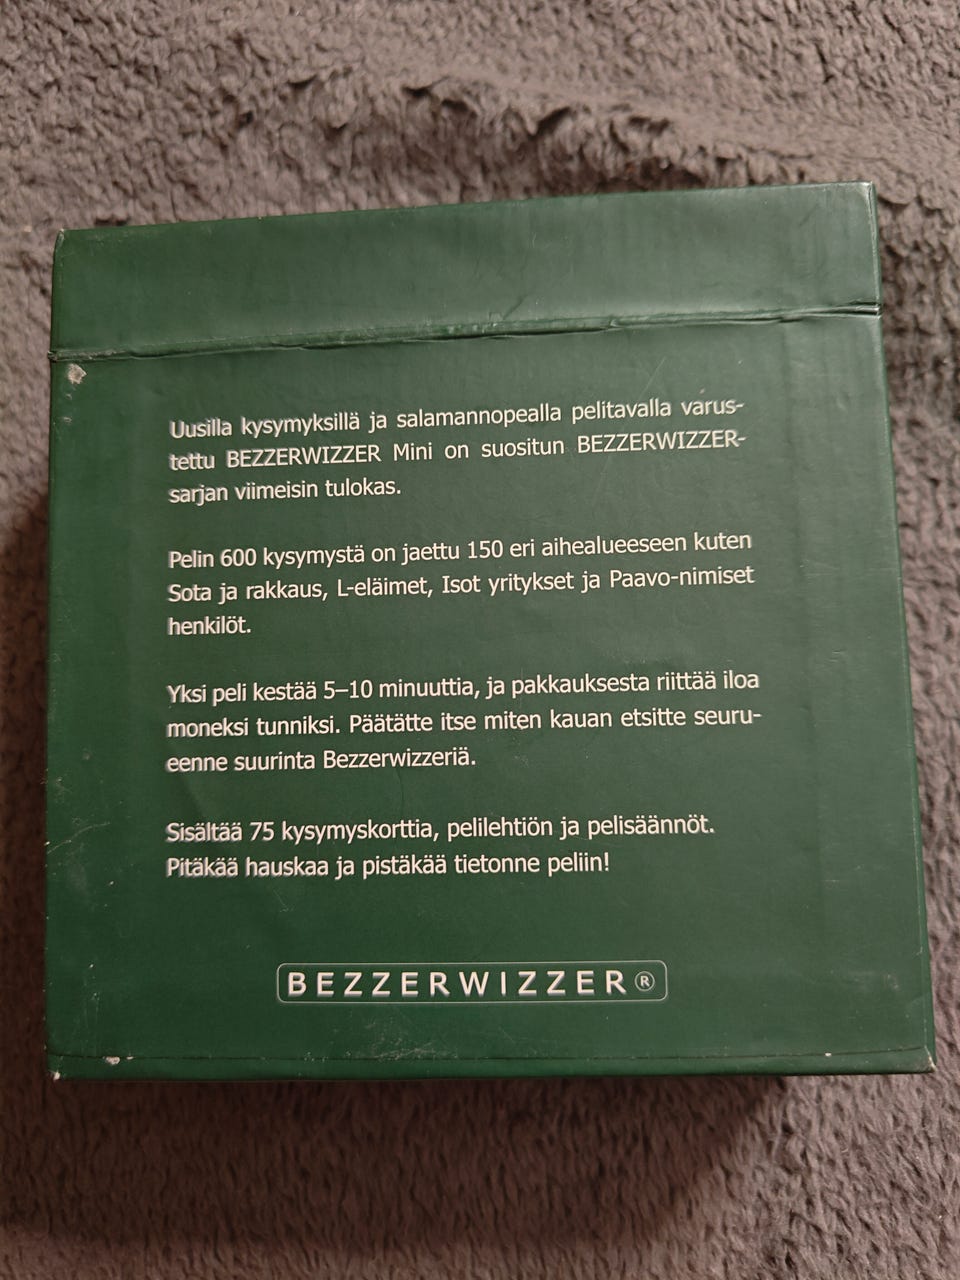 Uusilla kysymyksillä ja salamannopealla pelitavalla varus-
tettu BEZZERWIZZER Mini on suositun BEZZERWIZZER-
sarjan viimeisin tulokas.
Pelin 600 kysymystä on jaettu 150 eri aihealueeseen kuten
Sota ja rakkaus, L-eläimet, Isot yritykset ja Paavo-nimiset
henkilöt.
Yksi peli kestää 5–10 minuuttia, ja pakkauksesta riittää iloa
moneksi tunniksi. Päätätte itse miten kauan etsitte seuru-
eenne suurinta Bezzerwizzeriä.
Sisältää 75 kysymyskorttia, pelilehtiön ja pelisäännöt.
Pitäkää hauskaa ja pistäkää tietonne peliin!
BEZZERWIZZER®